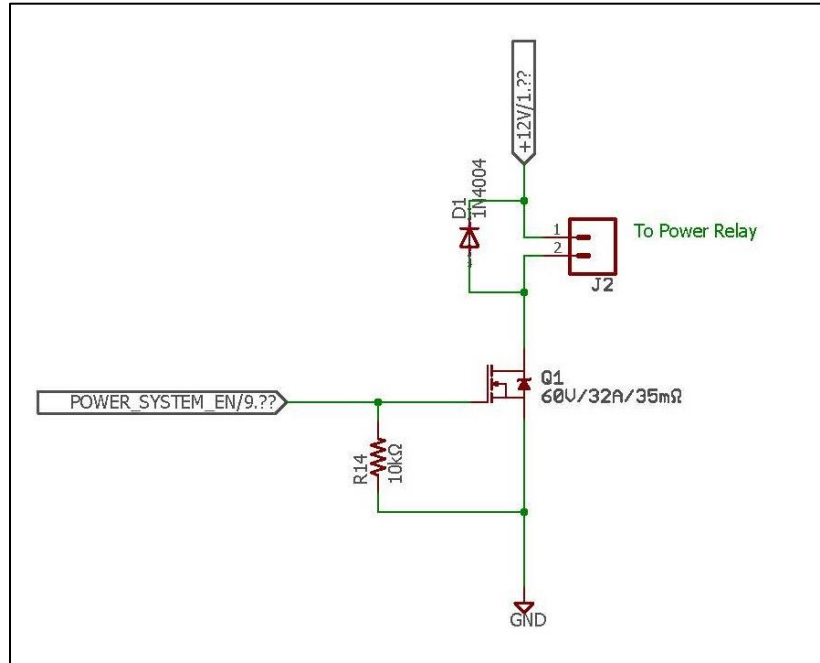 +12V/1.??
D1
1N4004
1
2
To Power Relay
J2
Q1
60V/32A/35mΩ
POWER_SYSTEM_EN/9.??
R14
10kΩ
GND